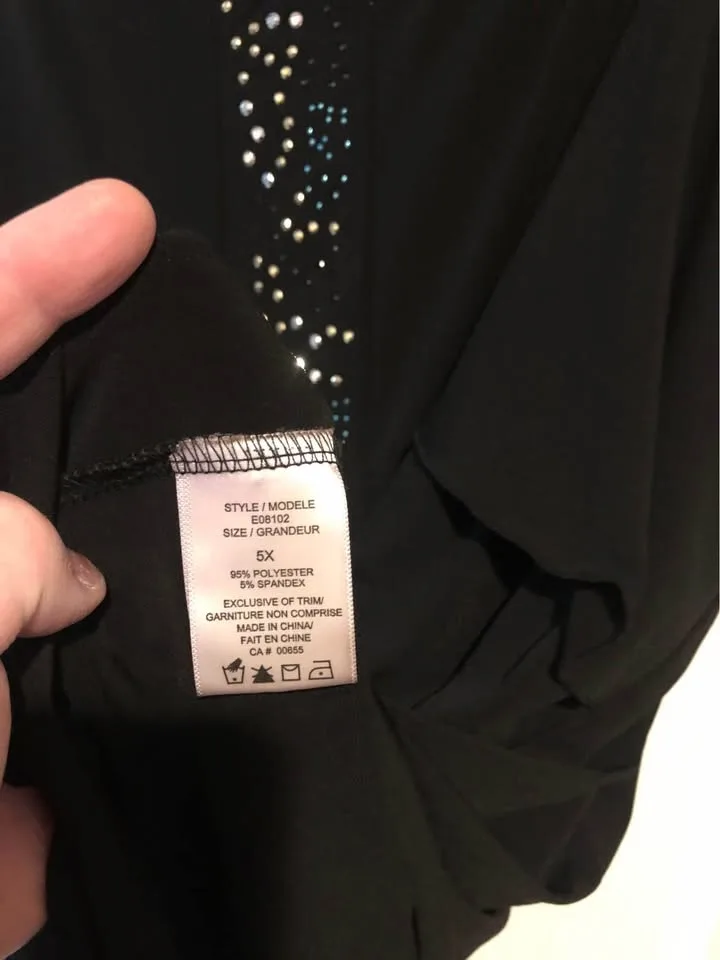 STYLE / MODELE
E08102
SIZE / GRANDEUR
5X
95% POLYESTER
5% SPANDEX
EXCLUSIVE OF TRIM/
GARNITURE NON COMPRISE
MADE IN CHINA/
FAIT EN CHINE
CA # 00655